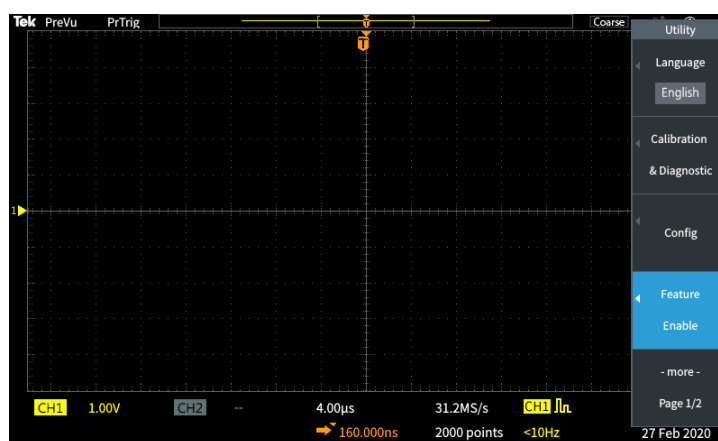 Tek PreVu PrTrig Coarse
Utility
T
T
Language
English
Calibration
& Diagnostic
1
Config
Feature
Enable
- more -
Page 1/2
CH1 1.00V CH2 -- 4.00µs 31.2MS/s CH1
160.000ns 2000 points <10Hz 27 Feb 2020